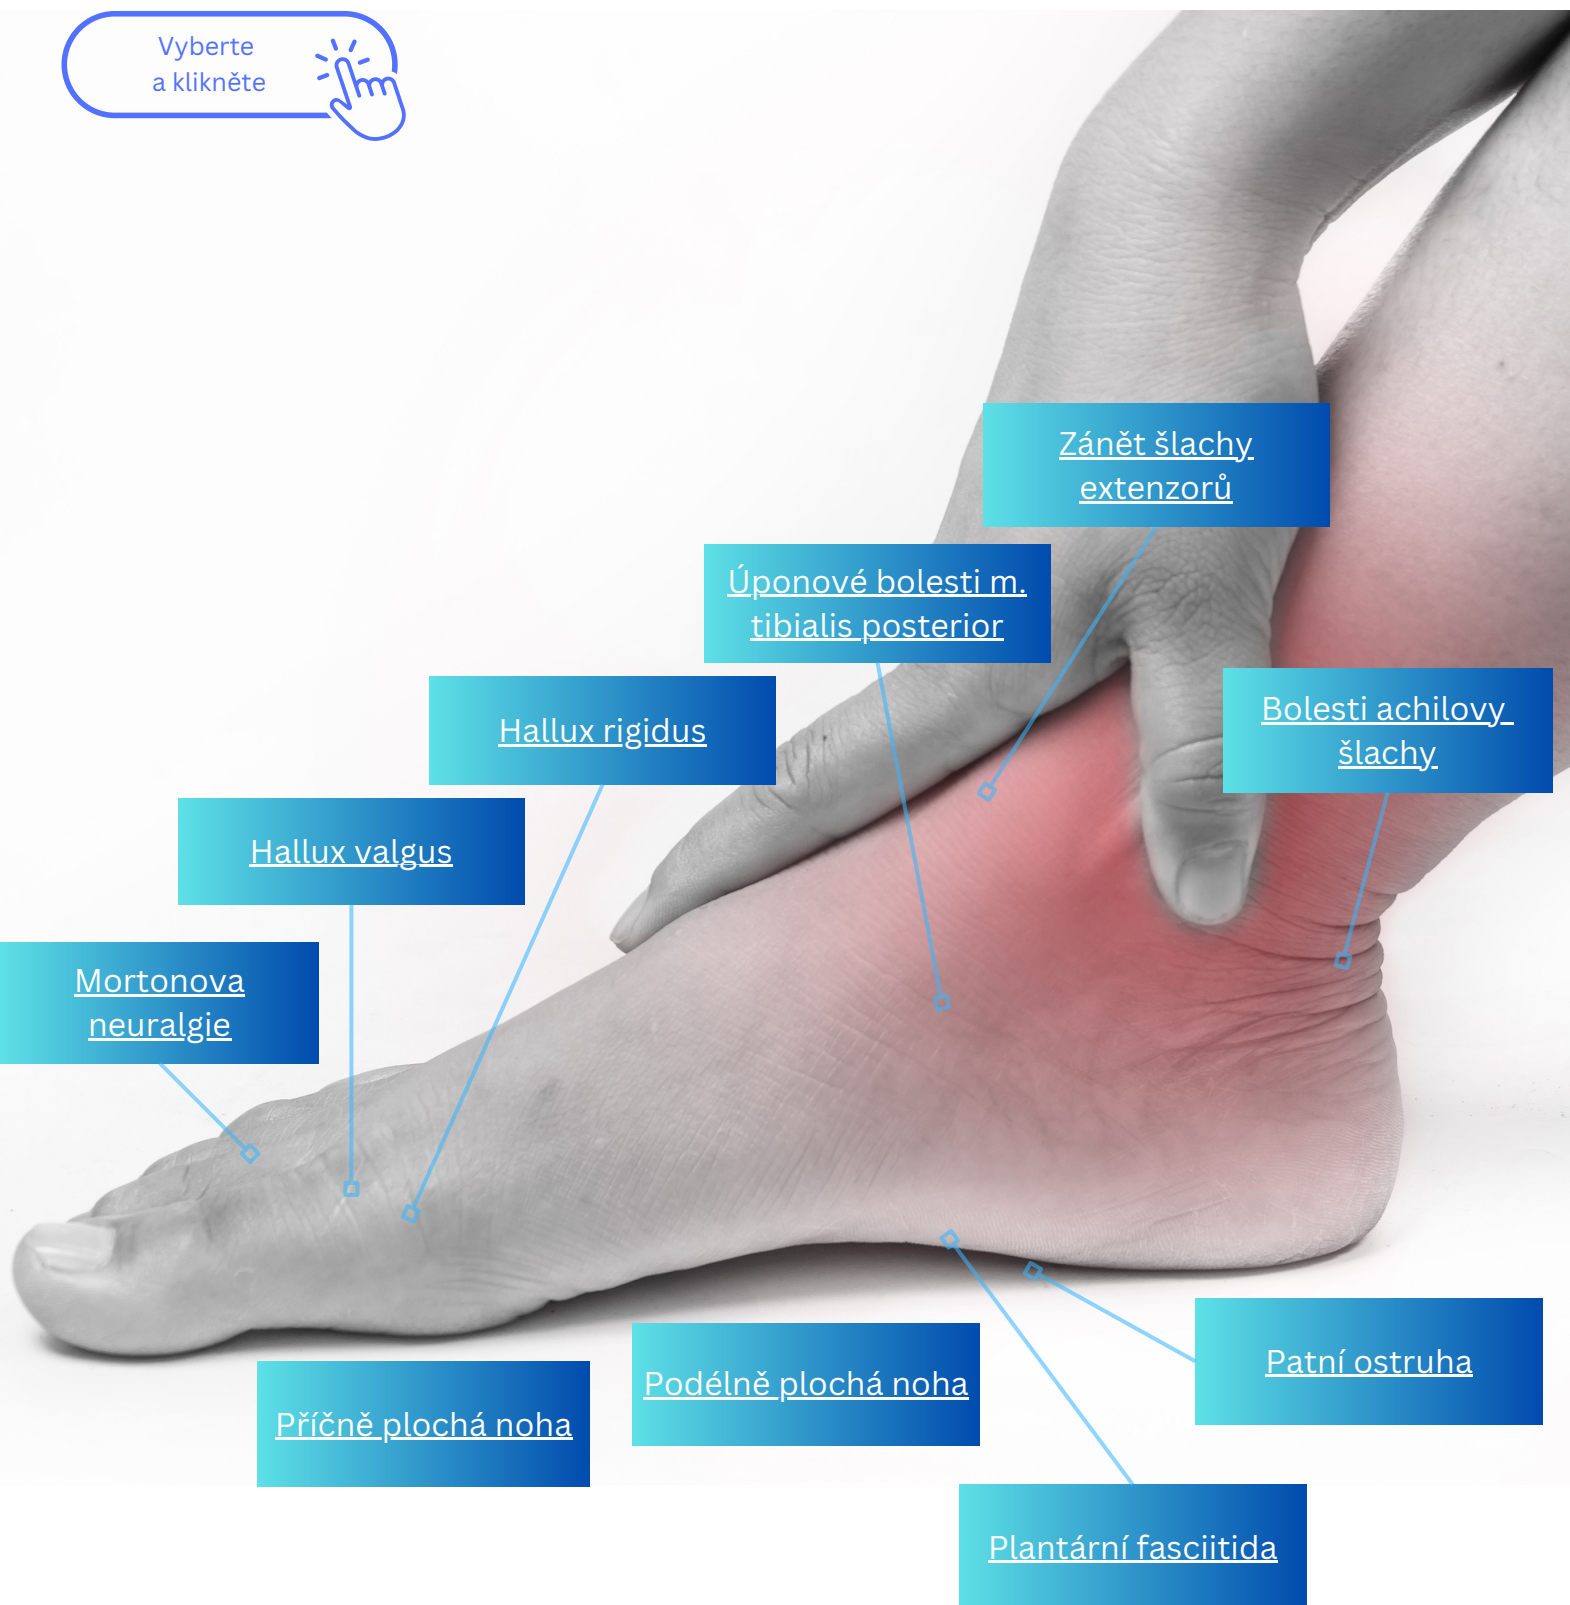 Vyberte
a klikněte
Zánět šlachy
extenzorů
Úponové bolesti m.
tibialis posterior
Bolesti achilovy
šlachy
Hallux rigidus
Hallux valgus
Mortonova
neuralgie
Patní ostruha
Podélně plochá noha
Příčně plochá noha
Plantární fasciitida